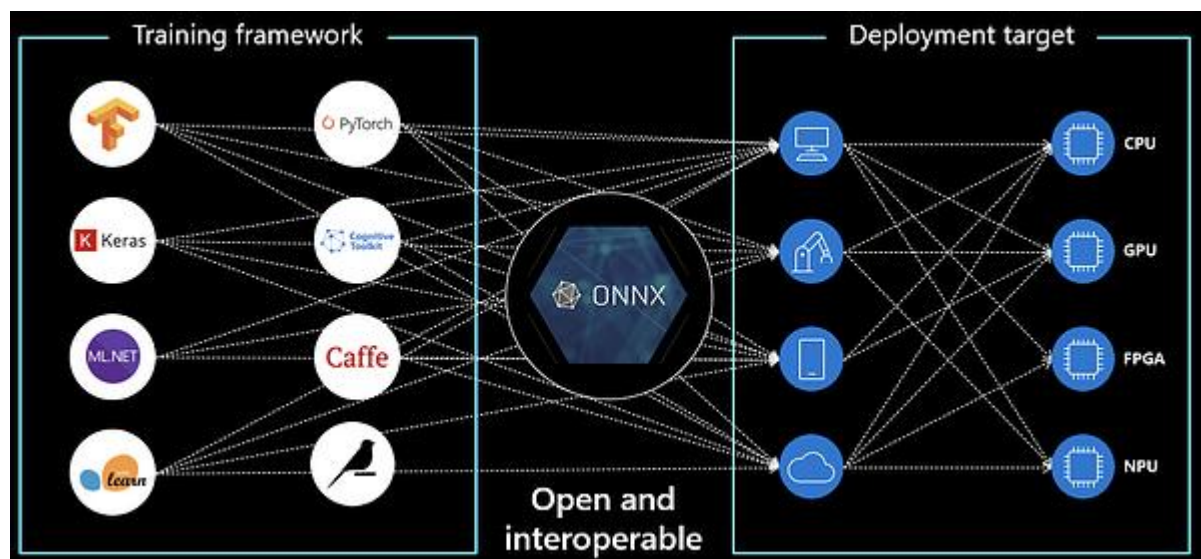 Training framework
Deployment target
PyTorch
CPU
K Keras
Cognitive
Toolkit
GPU
ONNX
ML.NET
Caffe
FPGA
learn
NPU
Open and
interoperable